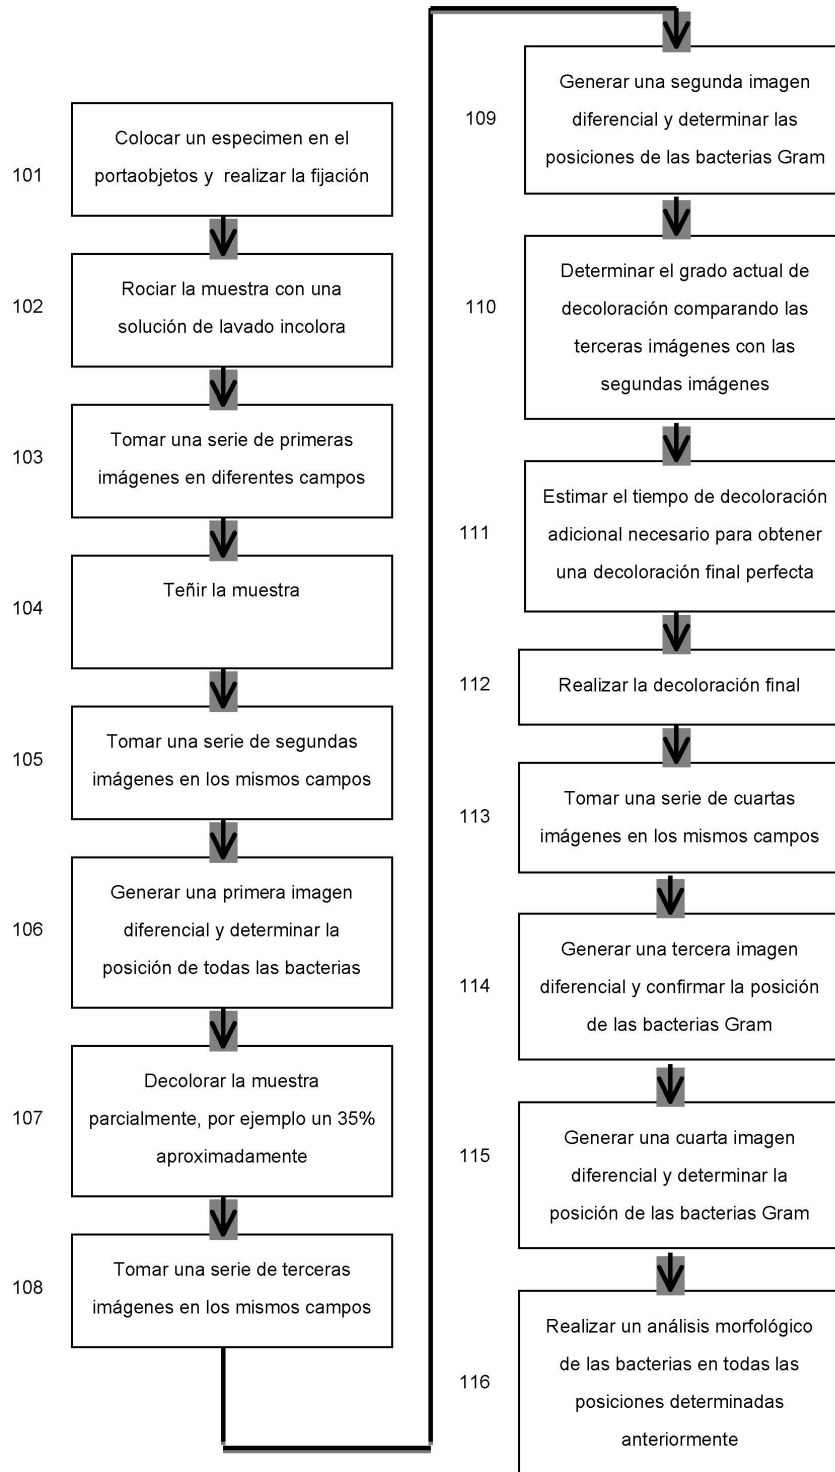 101
Colocar un especimen en el
portaobjetos y realizar la fijación
102
Rociar la muestra con una
solución de lavado incolora
103
Tomar una serie de primeras
imágenes en diferentes campos
104
Teñir la muestra
105
Tomar una serie de segundas
imágenes en los mismos campos
106
Generar una primera imagen
diferencial y determinar la
posición de todas las bacterias
107
Decolorar la muestra
parcialmente, por ejemplo un 35%
aproximadamente
108
Tomar una serie de terceras
imágenes en los mismos campos
109
Generar una segunda imagen
diferencial y determinar las
posiciones de las bacterias Gram
110
Determinar el grado actual de
decoloración comparando las
terceras imágenes con las
segundas imágenes
111
Estimar el tiempo de decoloración
adicional necesario para obtener
una decoloración final perfecta
112
Realizar la decoloración final
113
Tomar una serie de cuartas
imágenes en los mismos campos
114
Generar una tercera imagen
diferencial y confirmar la posición
de las bacterias Gram
115
Generar una cuarta imagen
diferencial y determinar la
posición de las bacterias Gram
116
Realizar un análisis morfológico
de las bacterias en todas las
posiciones determinadas
anteriormente